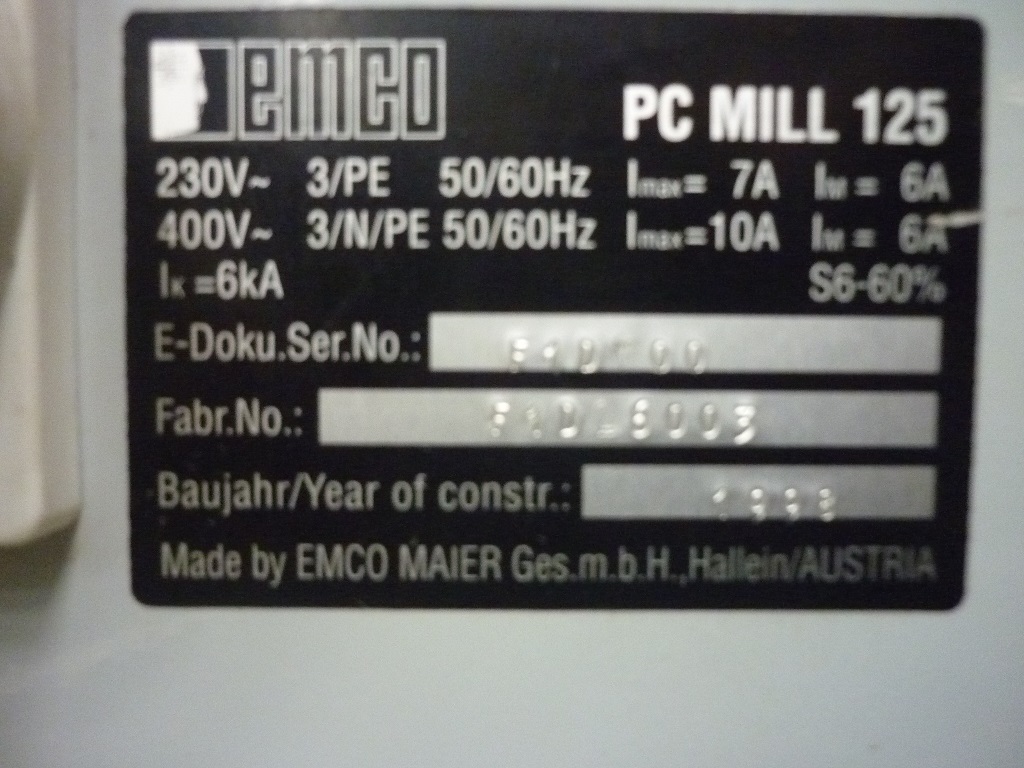 emco
PC MILL 125
230V~ 3/PE 50/60Hz Imax= 7A IM = 6A
400V~ 3/N/PE 50/60Hz Imax=10A IM = 6A
IK =6kA
S6-60%
E-Doku.Ser.No.:
Fabr.No.:
Baujahr/Year of constr.:
Made by EMCO MAIER Ges.m.b.H.,Hallein/AUSTRIA